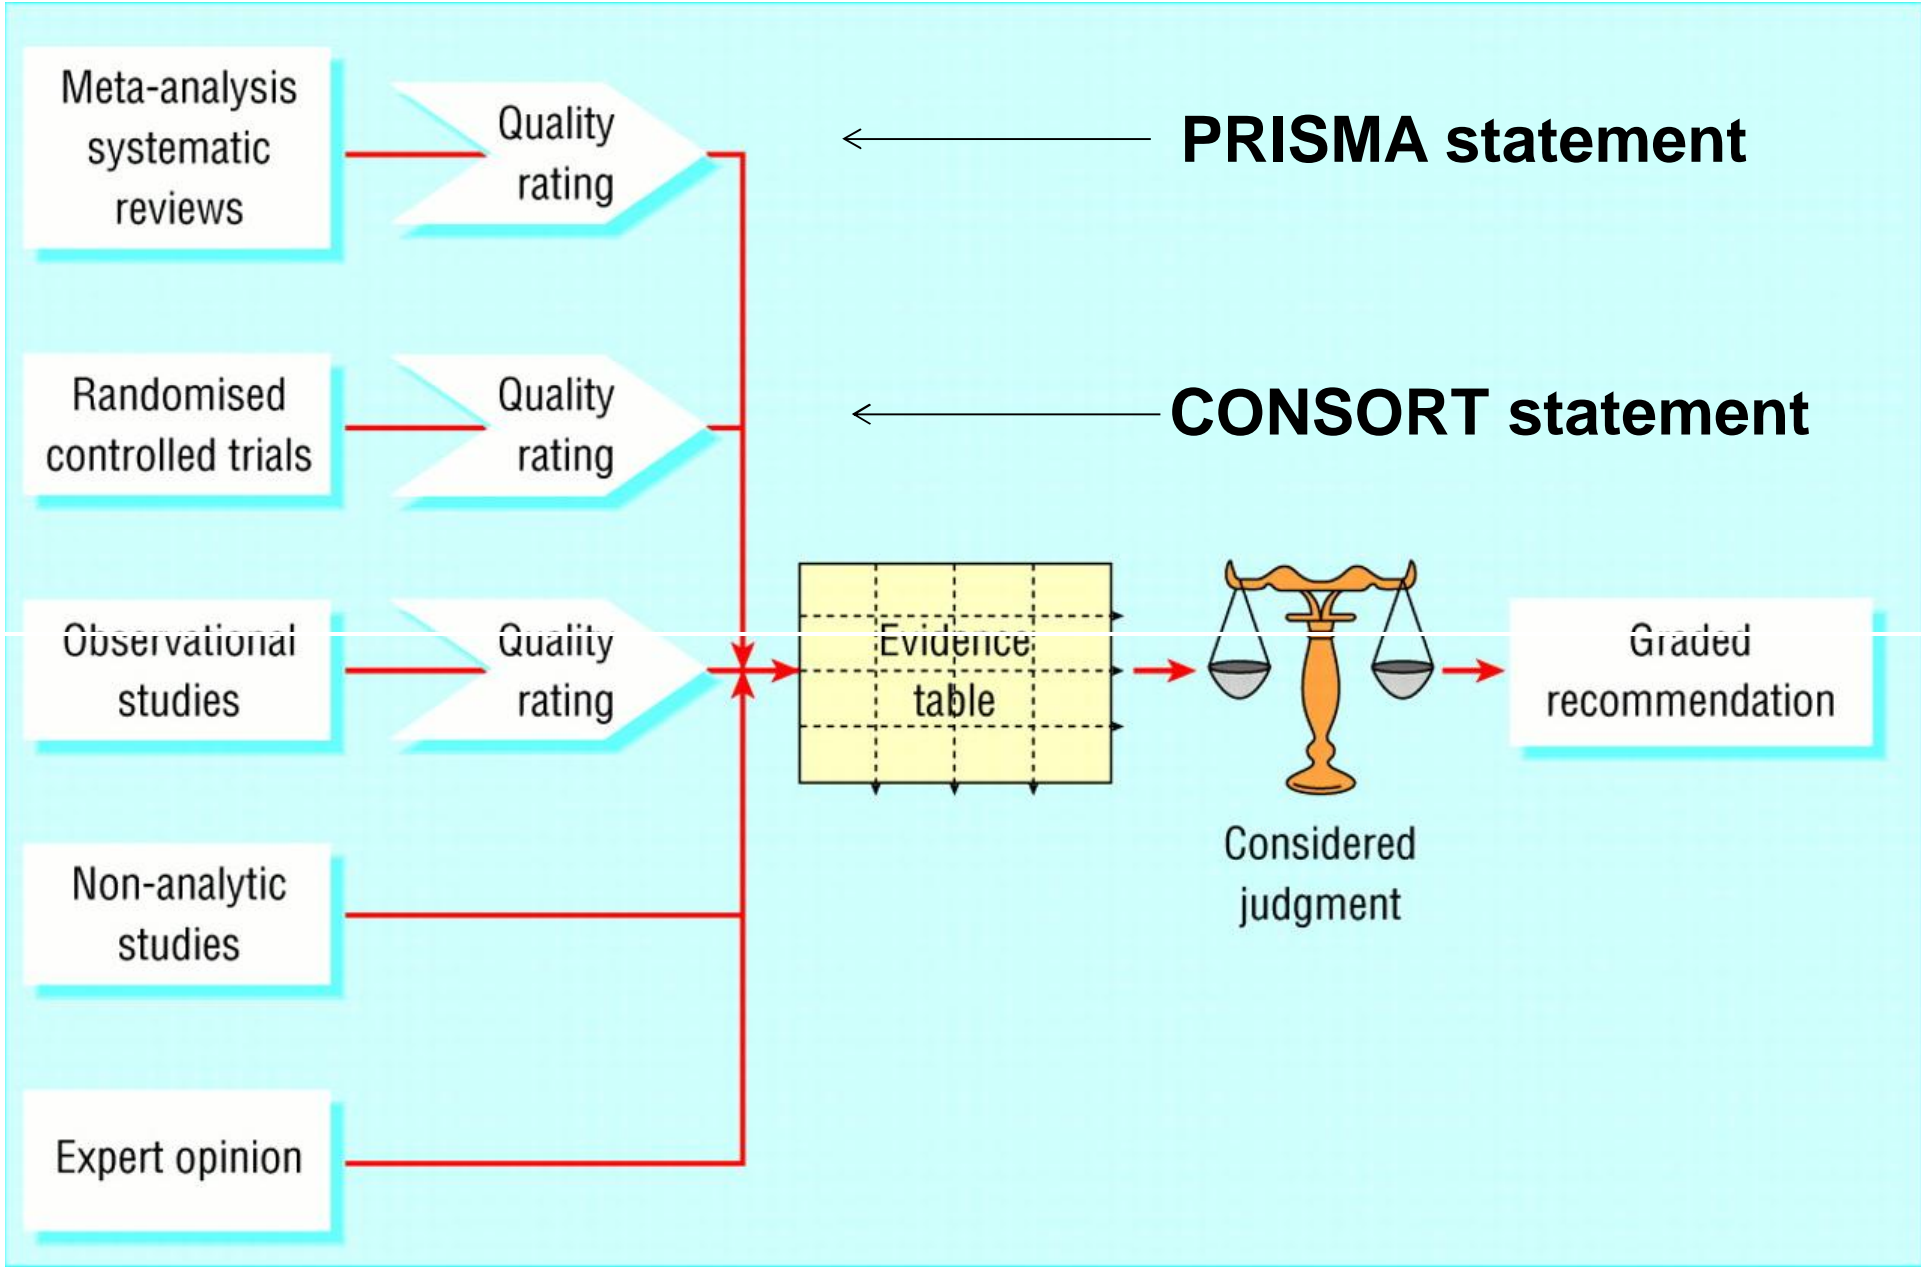 Meta-analysis
systematic
reviews
Quality
rating
PRISMA statement
Randomised
controlled trials
Quality
rating
CONSORT statement
Observational
studies
Quality
rating
Evidence
table
Graded
recommendation
Considered
judgment
Non-analytic
studies
Expert opinion